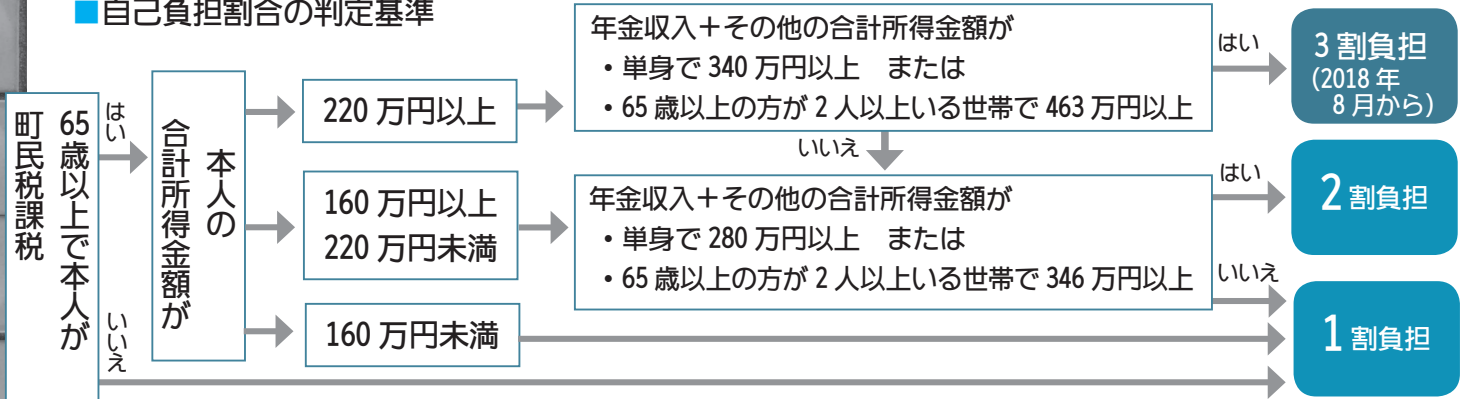 ■自己負担割合の判定基準
65歳以上で本人が
町民税課税
はい
いいえ
本人の
合計所得金額が
220万円以上
160万円以上
220万円未満
160万円未満
年金収入＋その他の合計所得金額が
・単身で340万円以上　または
・65歳以上の方が2人以上いる世帯で463万円以上
はい
いいえ
年金収入＋その他の合計所得金額が
・単身で280万円以上　または
・65歳以上の方が2人以上いる世帯で346万円以上
はい
いいえ
3割負担
(2018年
8月から)
2割負担
1割負担